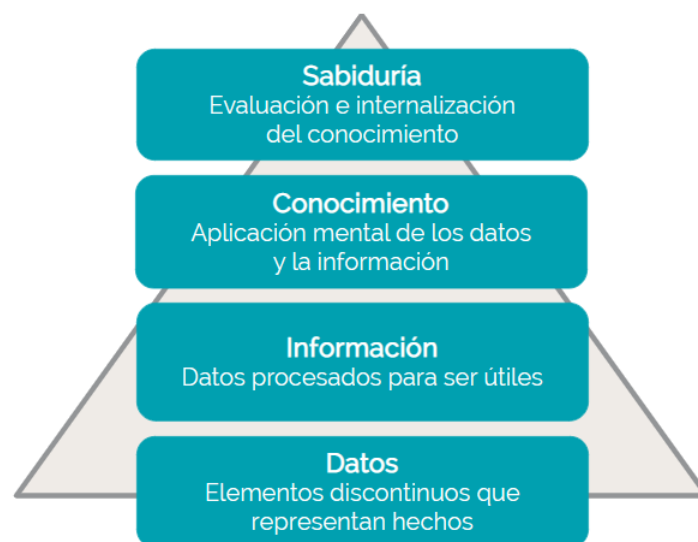 Sabiduría
Evaluación e internalización
del conocimiento
Conocimiento
Aplicación mental de los datos
y la información
Información
Datos procesados para ser útiles
Datos
Elementos discontinuos que
representan hechos